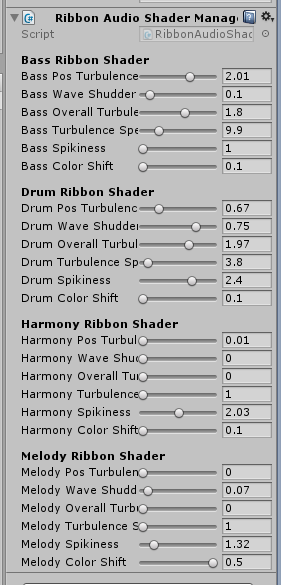 Ribbon Audio Shader Manag
Script RibbonAudioShad
Bass Ribbon Shader
Bass Pos Turbulence 2.01
Bass Wave Shudder 0.1
Bass Overall Turbule 1.8
Bass Turbulence Spe 9.9
Bass Spikiness 1
Bass Color Shift 0.1
Drum Ribbon Shader
Drum Pos Turbulenc 0.67
Drum Wave Shudder 0.75
Drum Overall Turbul 1.97
Drum Turbulence Sp 3.8
Drum Spikiness 2.4
Drum Color Shift 0.1
Harmony Ribbon Shader
Harmony Pos Turbul 0.01
Harmony Wave Shud 0
Harmony Overall Tur 0
Harmony Turbulence 1
Harmony Spikiness 2.03
Harmony Color Shift 0.1
Melody Ribbon Shader
Melody Pos Turbulen 0
Melody Wave Shudd 0.07
Melody Overall Turb 0
Melody Turbulence S 1
Melody Spikiness 1.32
Melody Color Shift 0.5